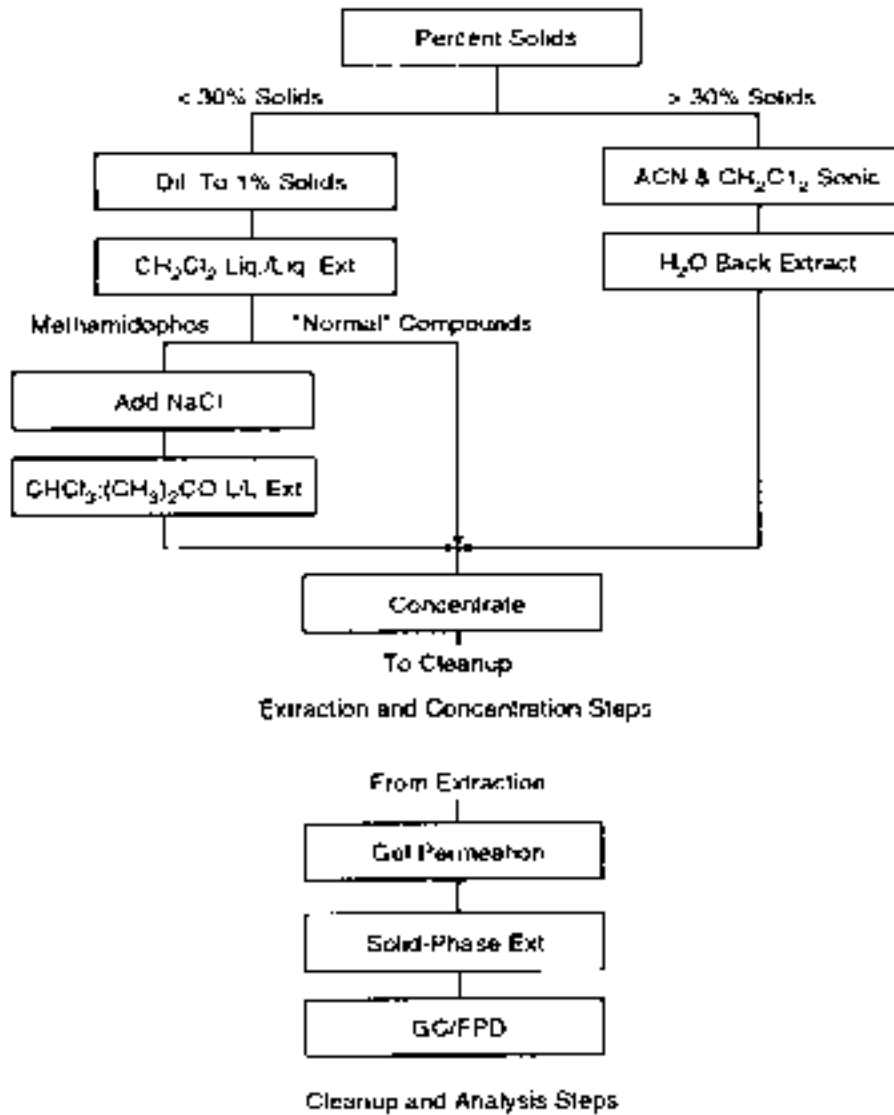 Percent Solids
< 30% Solids
> 30% Solids
Dil. To 1% Solids
ACN & CH₂Cl₂ Sonic
CH₂Cl₂ Liq./Liq. Ext
H₂O Back Extract
Methamidophos
"Normal" Compounds
Add NaCl
CHCl₃:(CH₃)₂CO L/L Ext
Concentrate
To Cleanup
Extraction and Concentration Steps
From Extraction
Gel Permeation
Solid-Phase Ext
GC/FPD
Cleanup and Analysis Steps